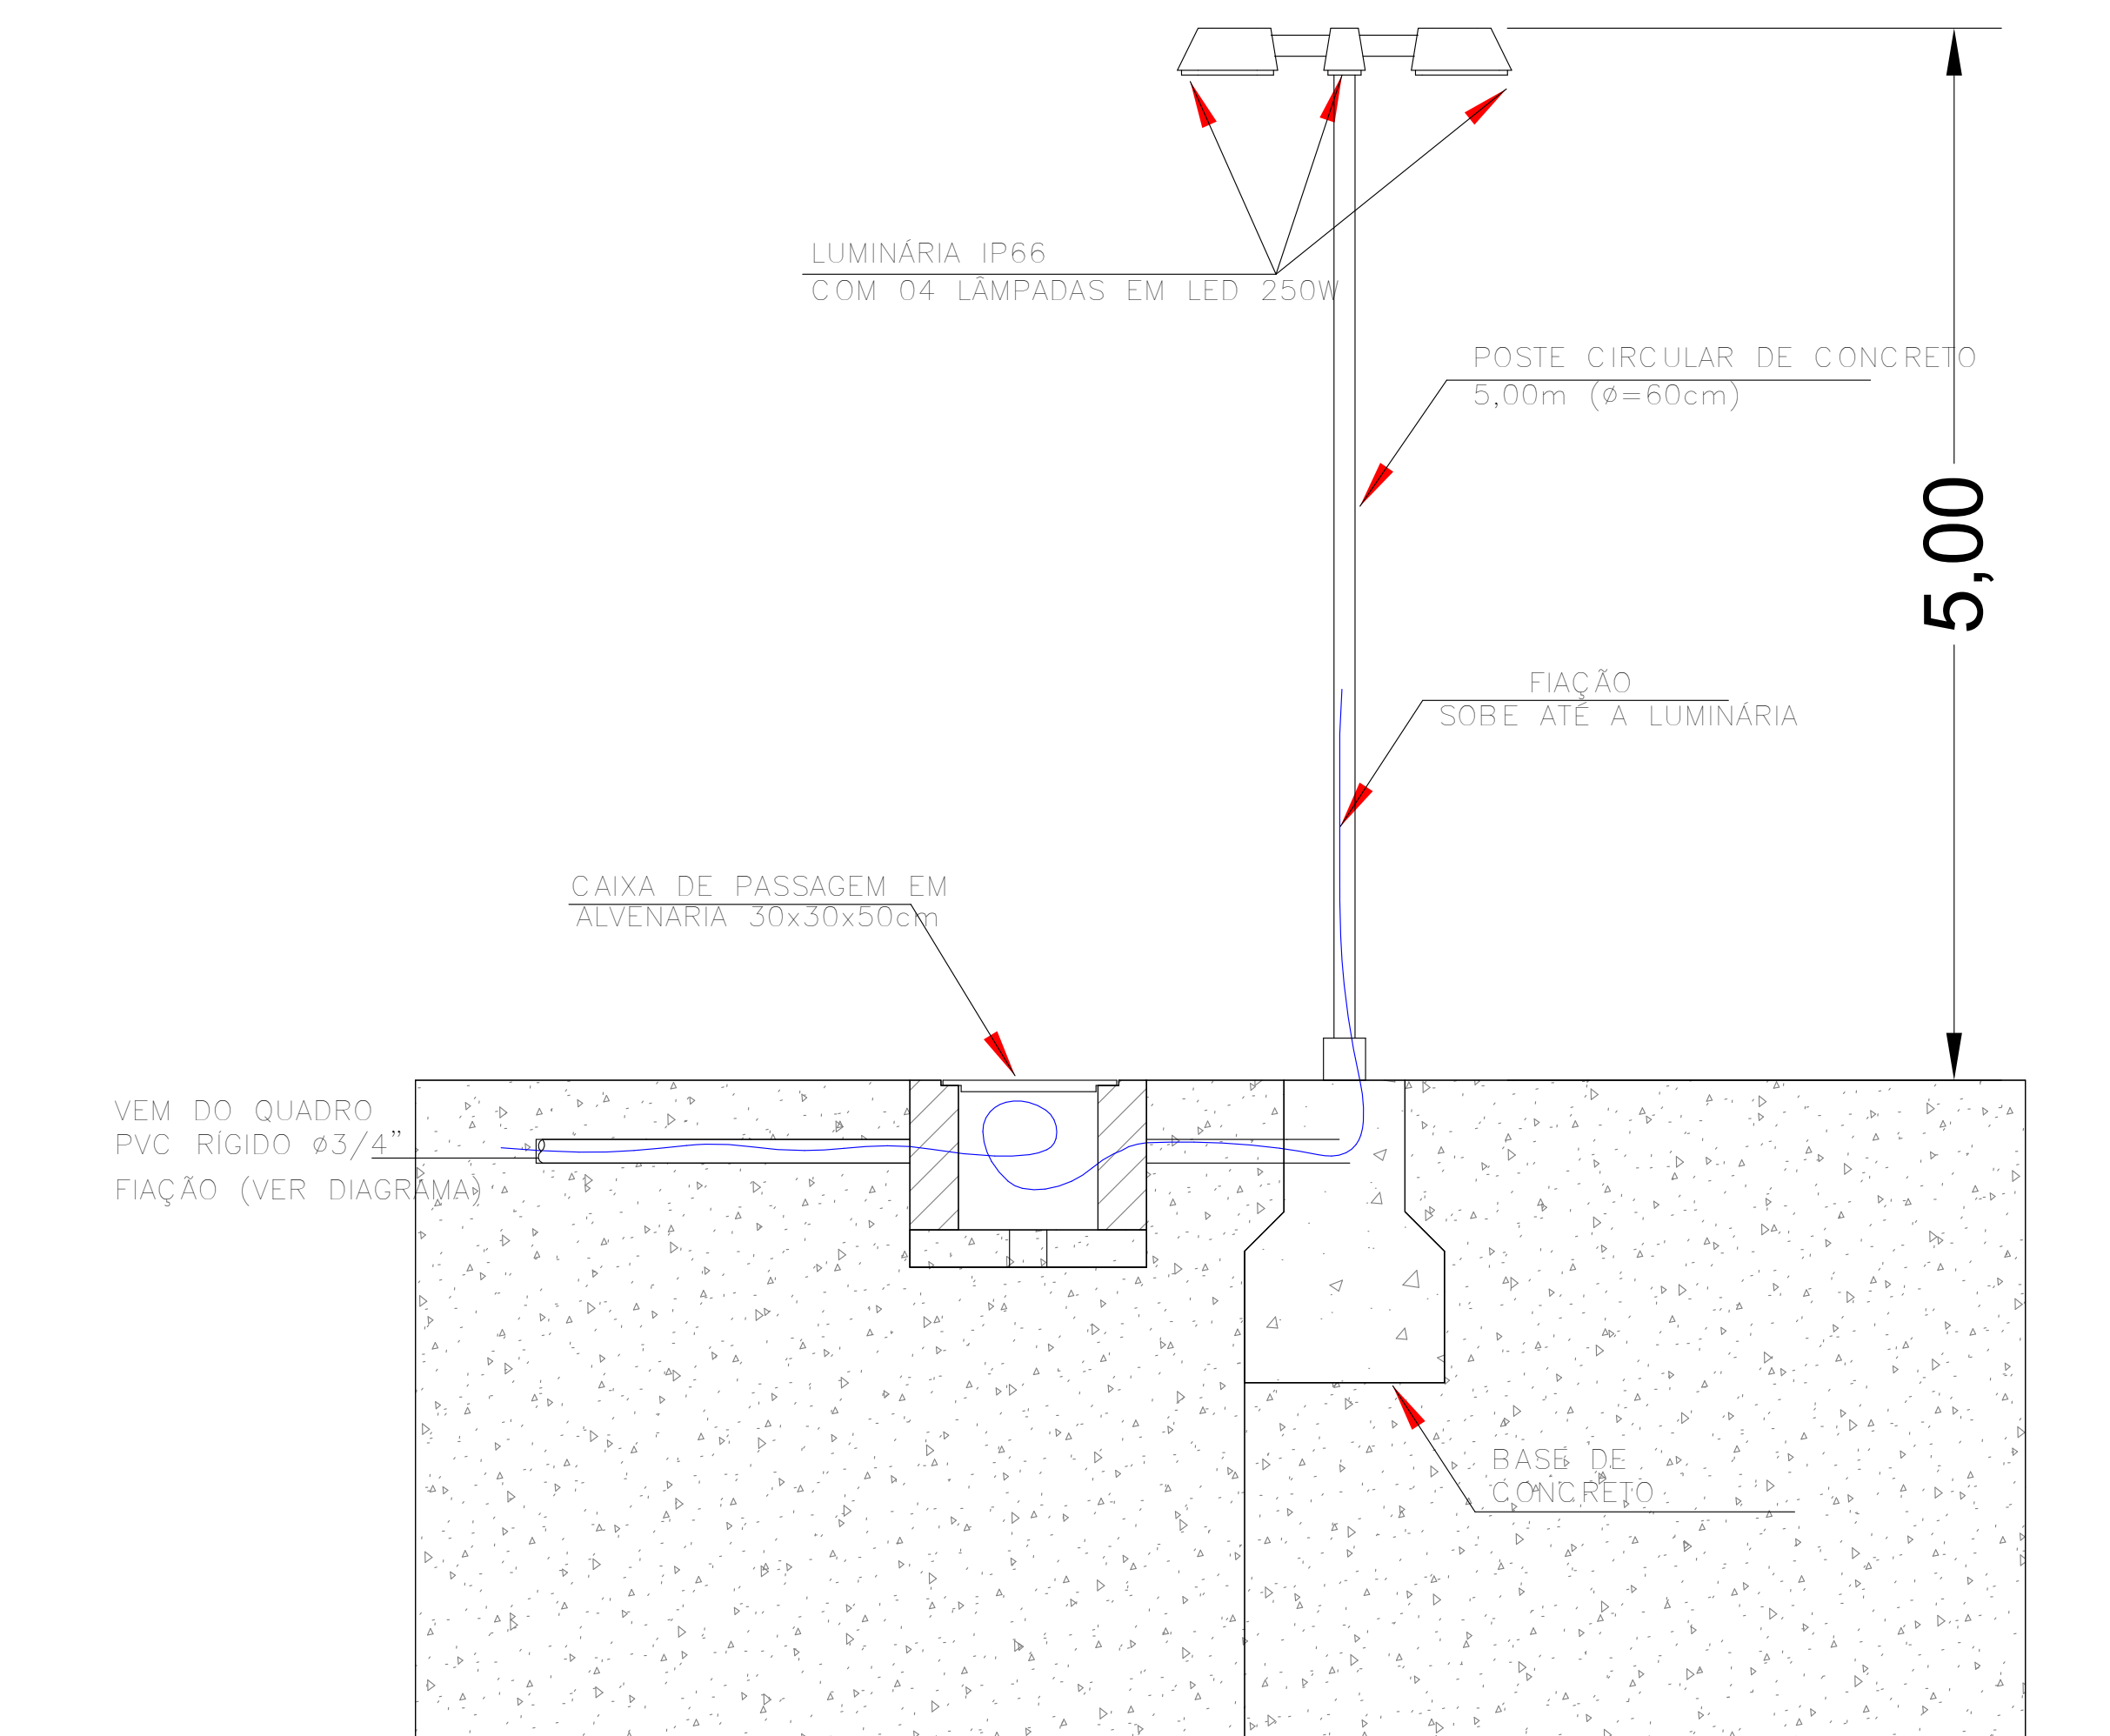 LUMINÁRIA IP66
COM 04 LÂMPADAS EM LED 250W
POSTE CIRCULAR DE CONCRETO
5,00m (ø=60cm)
5,00
FIAÇÃO
SOBE ATÉ A LUMINÁRIA
CAIXA DE PASSAGEM EM
ALVENARIA 30x30x50cm
VEM DO QUADRO
PVC RÍGIDO ø3/4"
FIAÇÃO (VER DIAGRAMA)
BASE DE
CONCRETO